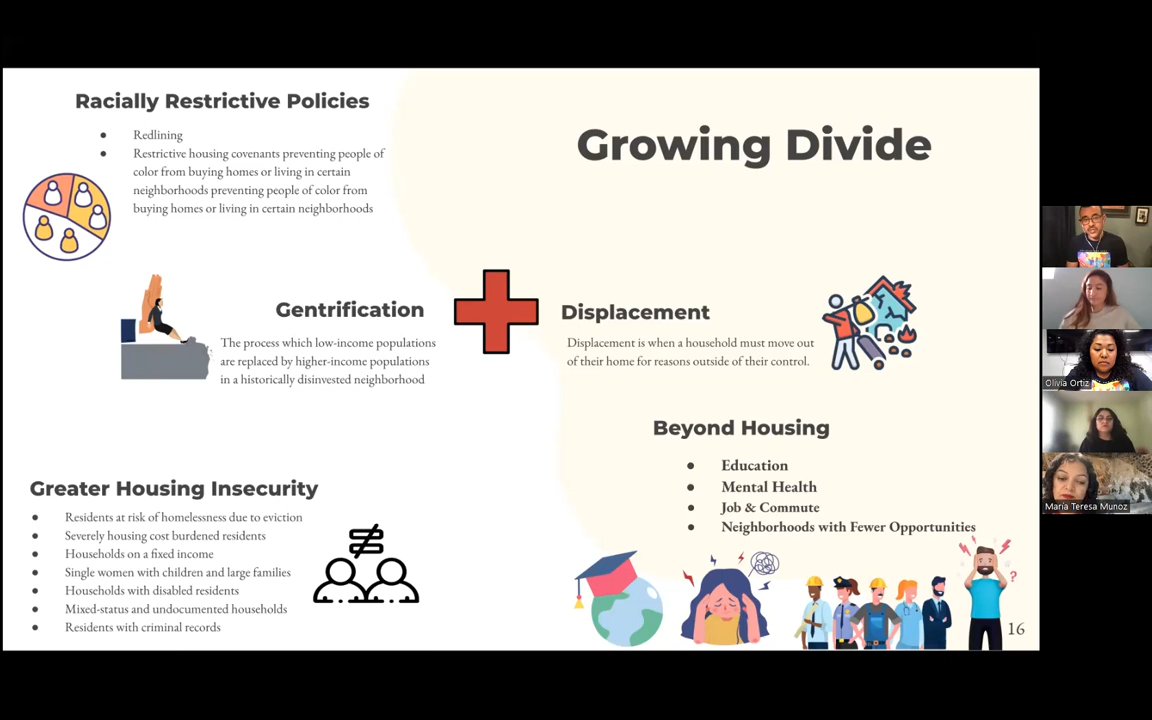 Racially Restrictive Policies
● Redlining
● Restrictive housing covenants preventing people of
color from buying homes or living in certain
neighborhoods preventing people of color from
buying homes or living in certain neighborhoods
Growing Divide
Gentrification
The process which low-income populations
are replaced by higher-income populations
in a historically disinvested neighborhood
Displacement
Displacement is when a household must move out
of their home for reasons outside of their control.
Greater Housing Insecurity
● Residents at risk of homelessness due to eviction
● Severely housing cost burdened residents
● Households on a fixed income
● Single women with children and large families
● Households with disabled residents
● Mixed-status and undocumented households
● Residents with criminal records
Beyond Housing
● Education
● Mental Health
● Job & Commute
● Neighborhoods with Fewer Opportunities
?
16
Olivia Ortiz
María Teresa Munoz